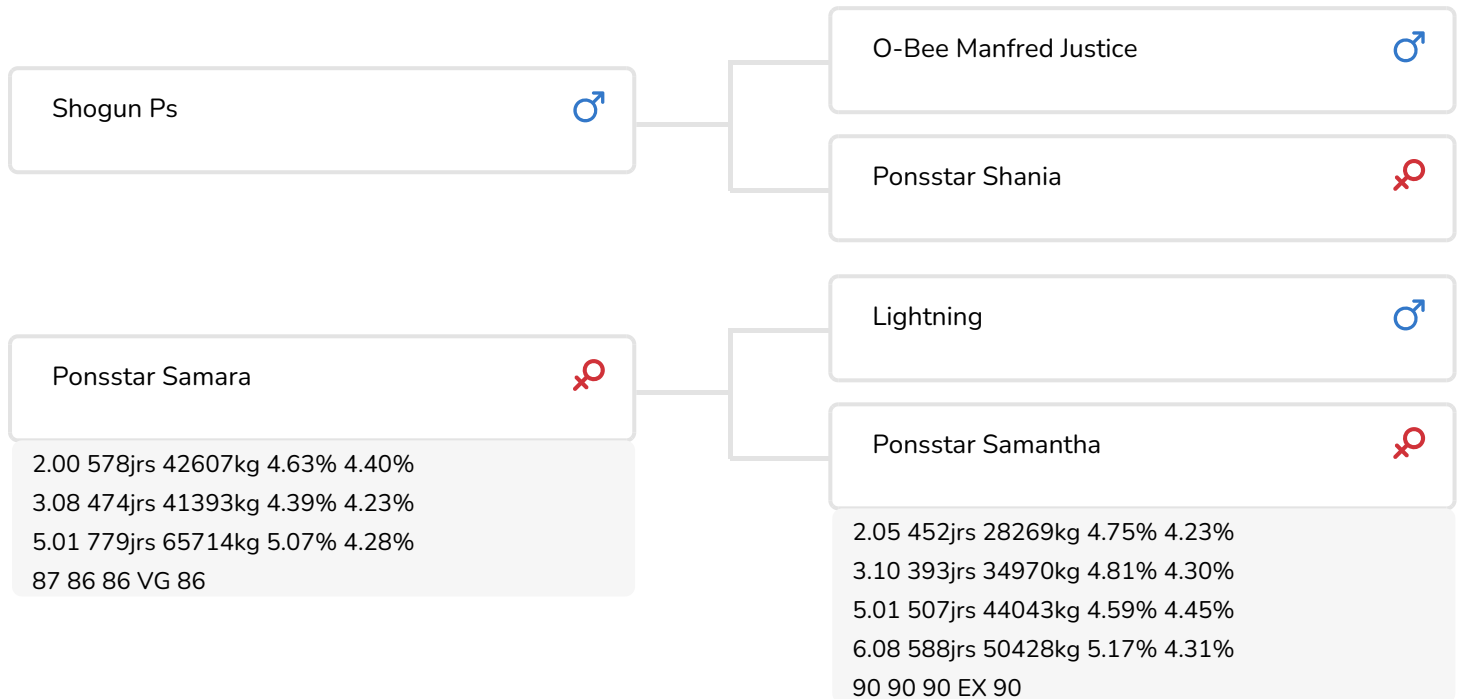 Shogun Ps
Ponsstar Samara
2.00 578jrs 42607kg 4.63% 4.40%
3.08 474jrs 41393kg 4.39% 4.23%
5.01 779jrs 65714kg 5.07% 4.28%
87 86 86 VG 86
O-Bee Manfred Justice
Ponsstar Shania
Lightning
Ponsstar Samantha
2.05 452jrs 28269kg 4.75% 4.23%
3.10 393jrs 34970kg 4.81% 4.30%
5.01 507jrs 44043kg 4.59% 4.45%
6.08 588jrs 50428kg 5.17% 4.31%
90 90 90 EX 90